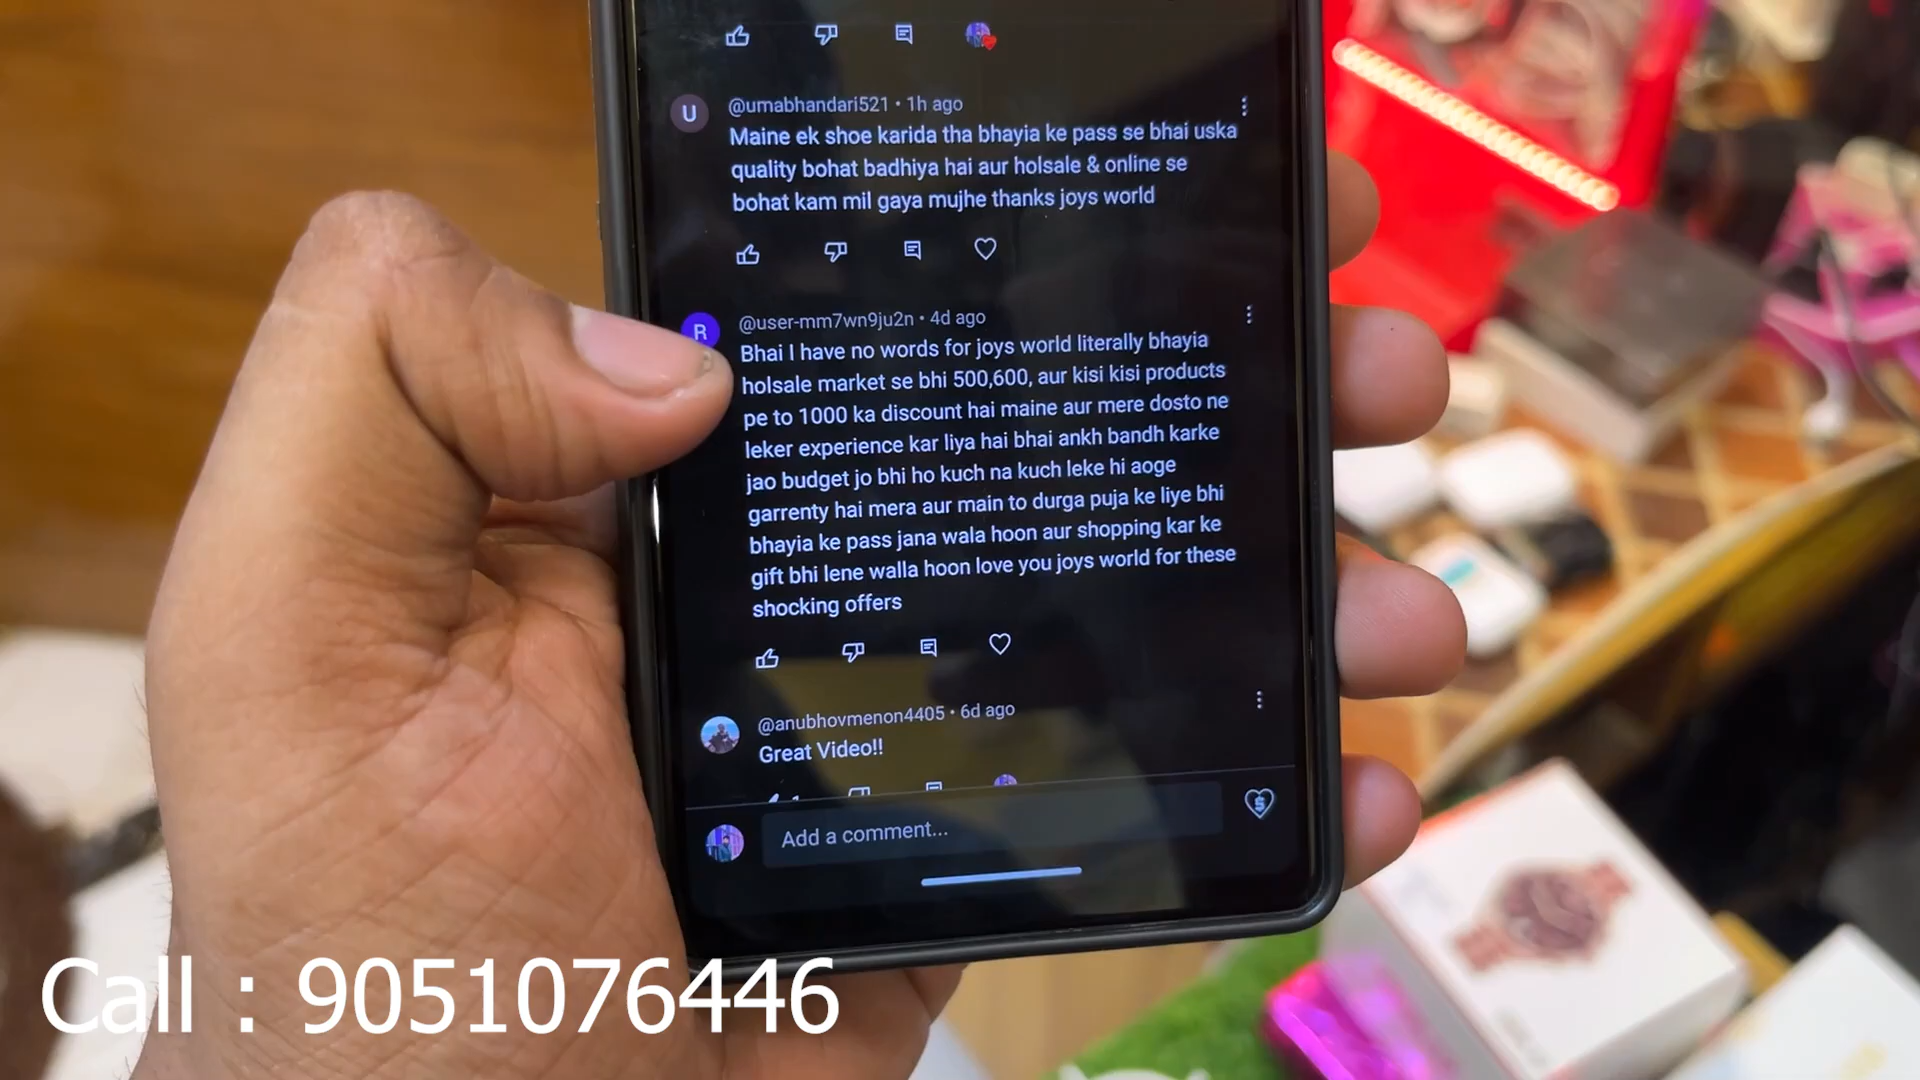 @umabhandari521 • 1h ago
Maine ek shoe karida tha bhayia ke pass se bhai uska
quality bohat badhiya hai aur holsale & online se
bohat kam mil gaya mujhe thanks joys world
R
@user-mm7wn9ju2n • 4d ago
Bhai I have no words for joys world literally bhayia
holsale market se bhi 500,600, aur kisi kisi products
pe to 1000 ka discount hai maine aur mere dosto ne
leker experience kar liya hai bhai ankh bandh karke
jao budget jo bhi ho kuch na kuch leke hi aoge
garrenty hai mera aur main to durga puja ke liye bhi
bhayia ke pass jana wala hoon aur shopping kar ke
gift bhi lene walla hoon love you joys world for these
shocking offers
@anubhovmenon4405 • 6d ago
Great Video!!
Add a comment...
Call : 9051076446